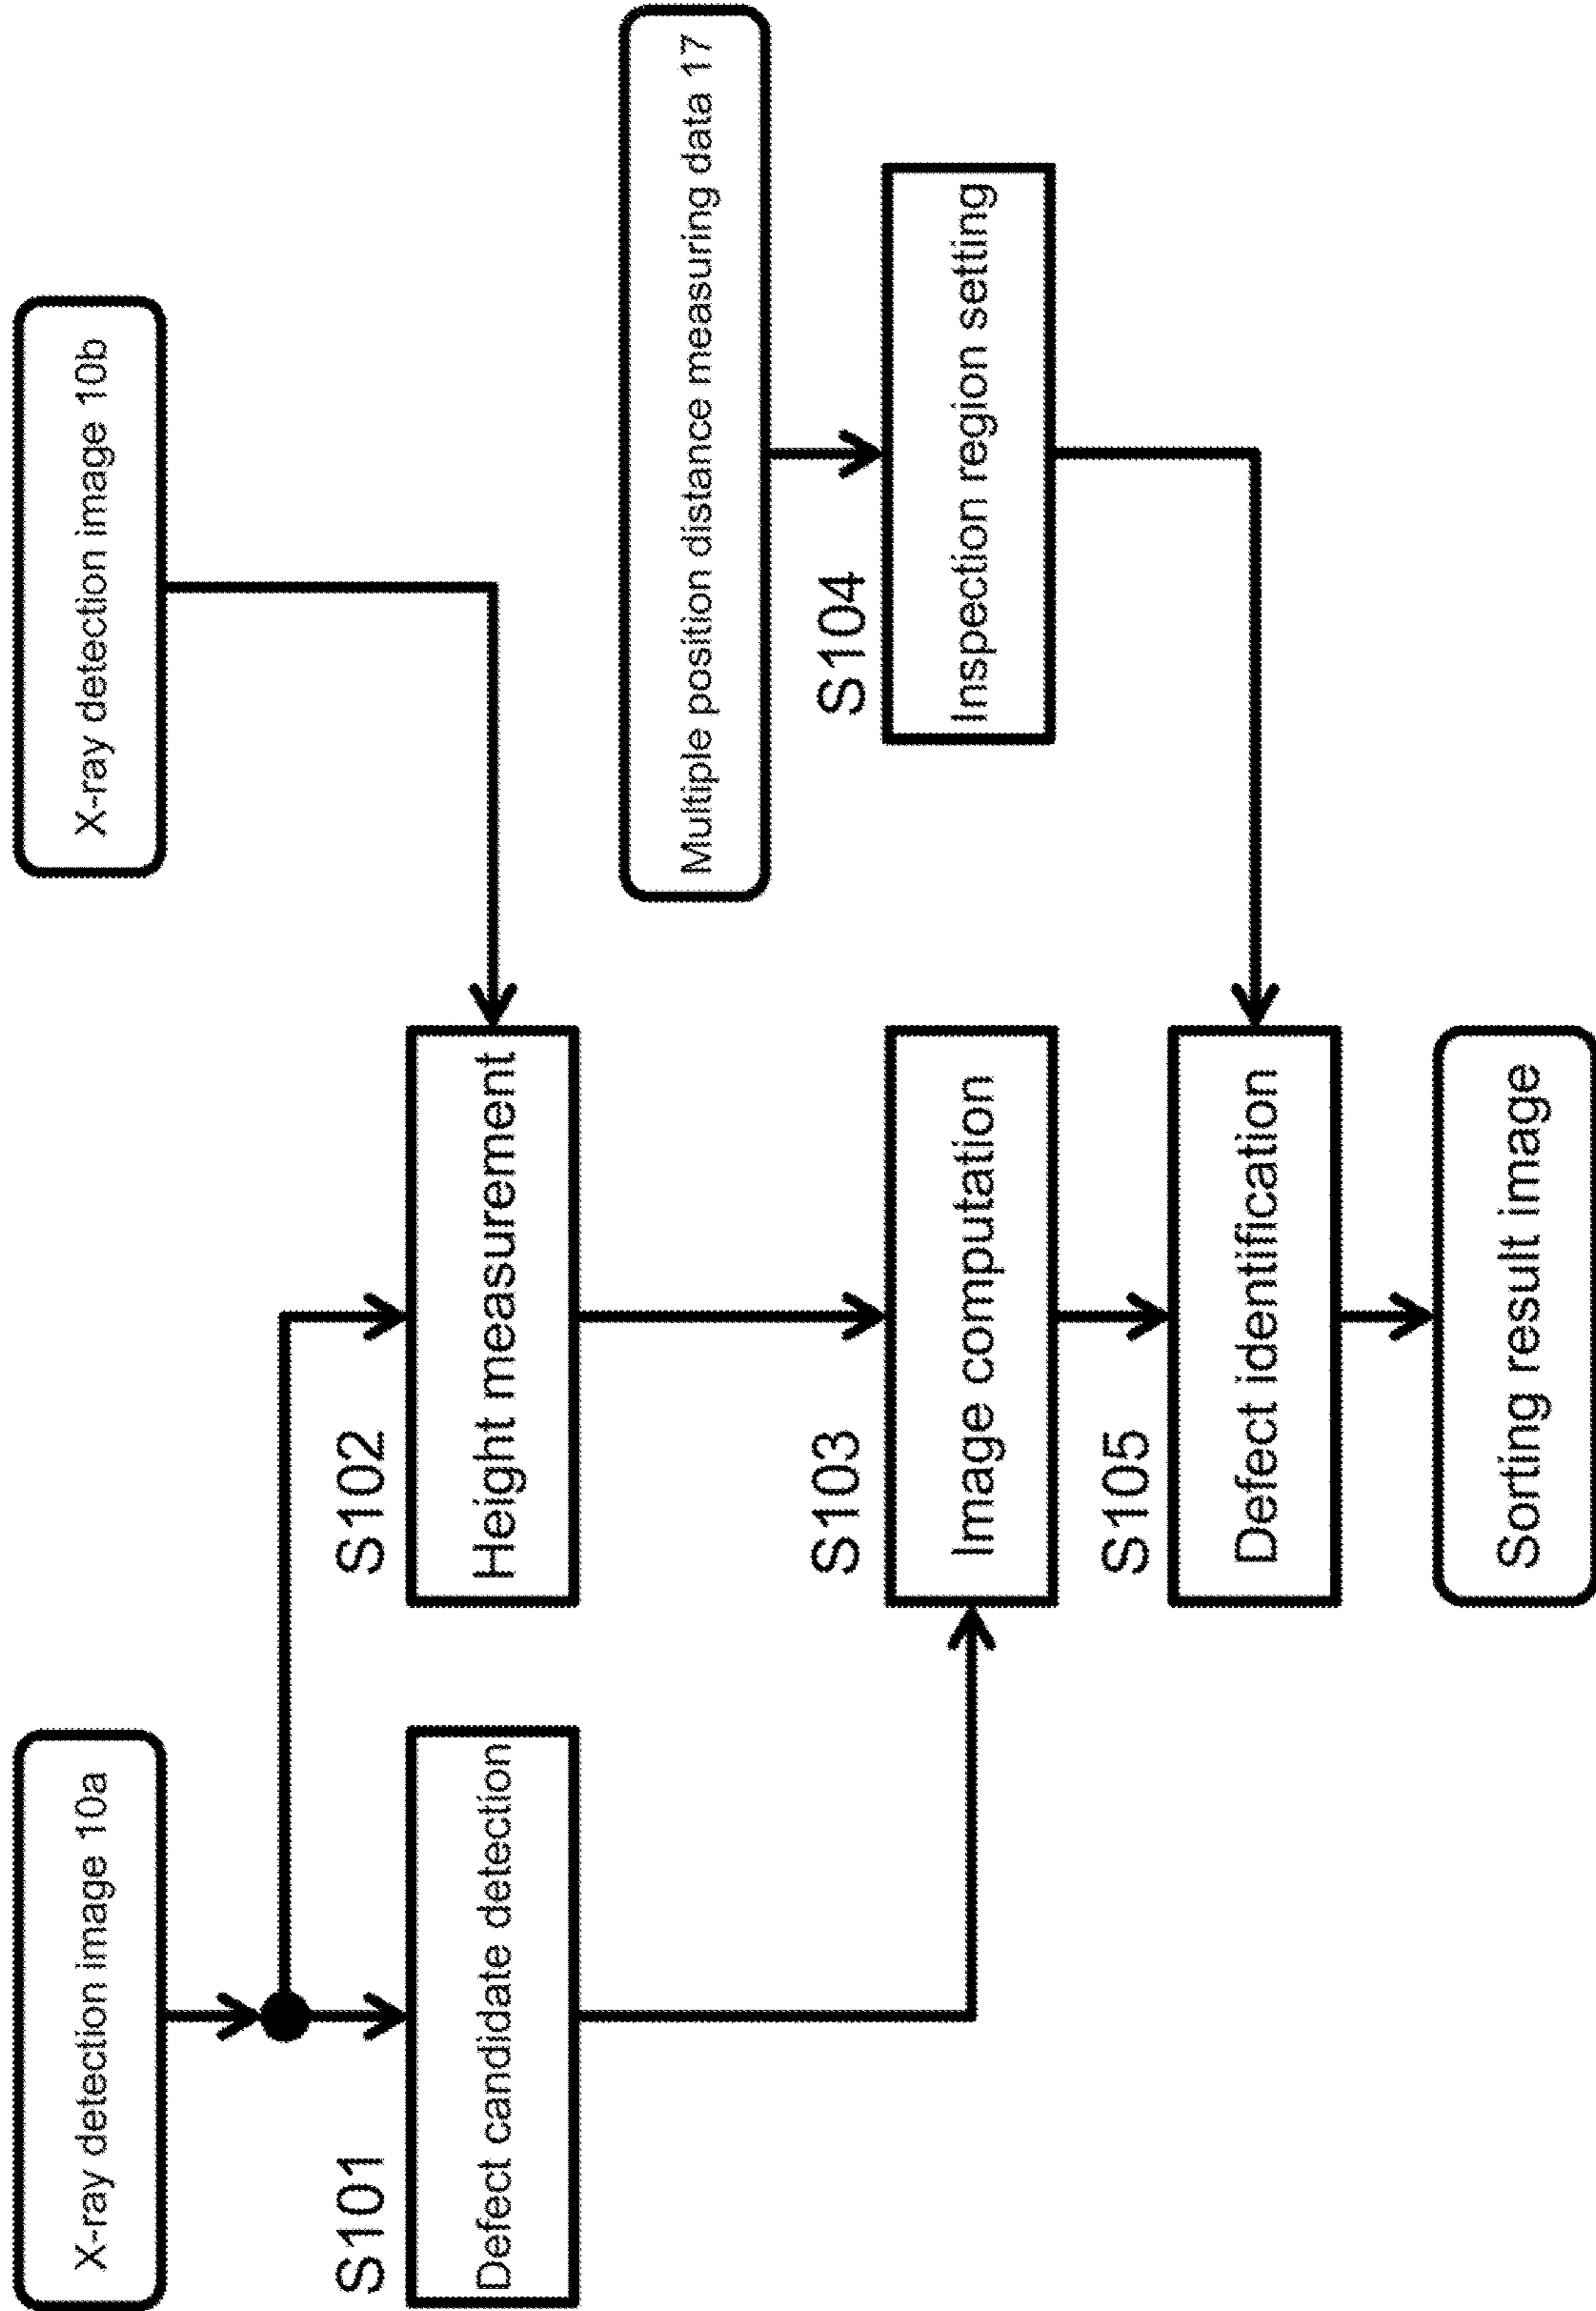 X-ray detection image 10a
X-ray detection image 10b
S101
Defect candidate detection
S102
Height measurement
Multiple position distance measuring data 17
S103
Image computation
S104
Inspection region setting
S105
Defect identification
Sorting result image